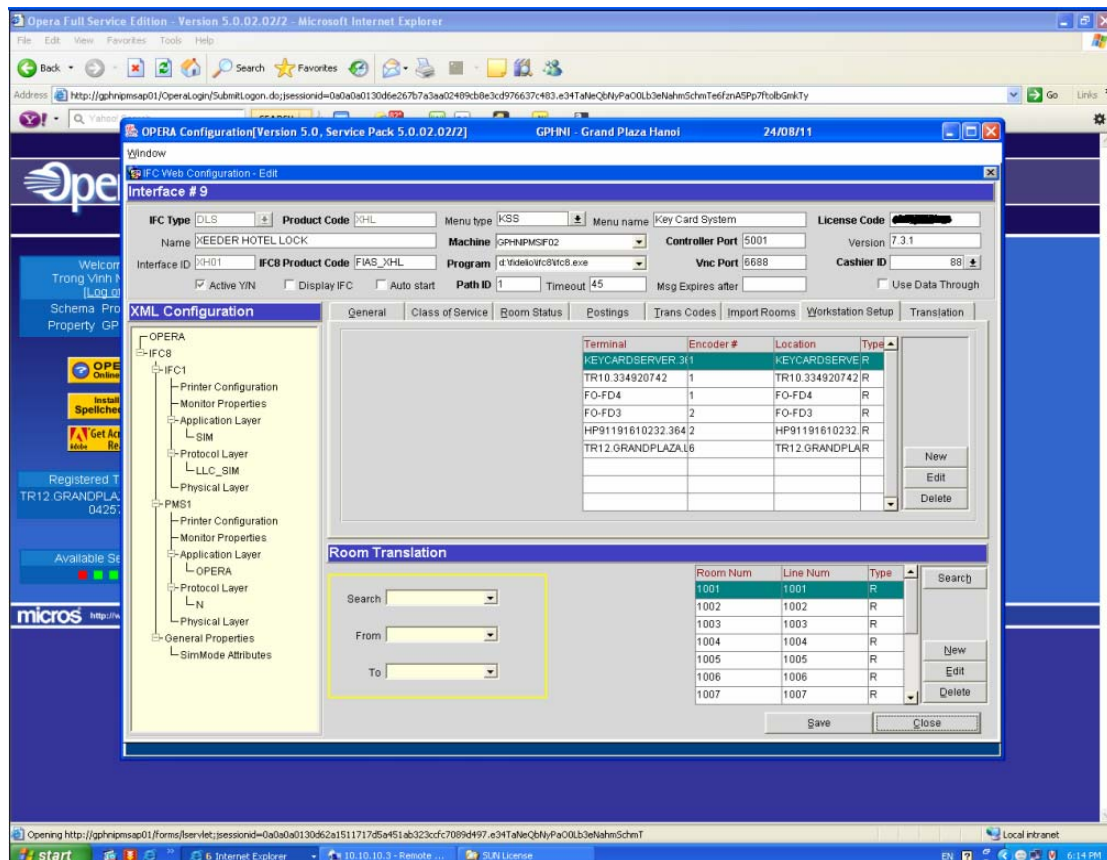 Opera Full Service Edition - Version 5.0.02.02/2 - Microsoft Internet Explorer
File Edit View Favorites Tools Help
Back Search Favorites
Address http://gphnipmsap01/OperaLogin/SubmitLogon.do;jsessionid=
Go Links
OPERA Configuration[Version 5.0, Service Pack 5.0.02.02/2] GPHNI - Grand Plaza Hanoi 24/08/11
Window
IFC Web Configuration - Edit
Interface # 9
IFC Type DLS Product Code XHL Menu type KSS Menu name Key Card System License Code
Name XEEDER HOTEL LOCK Machine GPHNIPMSIF02 Controller Port 5001 Version 7.3.1
Interface ID XH01 IFC8 Product Code FIAS_XHL Program d:\fidelio\ifc8\ifc8.exe Vnc Port 6688 Cashier ID 88
Active Y/N Display IFC Auto start Path ID 1 Timeout 45 Msg Expires after Use Data Through
XML Configuration
OPERA
IFC8
IFC1
Printer Configuration
Monitor Properties
Application Layer
SIM
Protocol Layer
LLC_SIM
Physical Layer
PMS1
Printer Configuration
Monitor Properties
Application Layer
OPERA
Protocol Layer
N
Physical Layer
General Properties
SimMode Attributes
General Class of Service Room Status Postings Trans Codes Import Rooms Workstation Setup Translation
Terminal Encoder # Location Type
KEYCARDSERVER.3 1 KEYCARDSERVE R
TR10.334920742 1 TR10.334920742 R
FO-FD4 1 FO-FD4 R
FO-FD3 2 FO-FD3 R
HP91191610232.364 2 HP91191610232. R
TR12.GRANDPLAZA. 6 TR12.GRANDPLA R
New
Edit
Delete
Room Translation
Search
From
To
Room Num Line Num Type
1001 1001 R
1002 1002 R
1003 1003 R
1004 1004 R
1005 1005 R
1006 1006 R
1007 1007 R
Search
New
Edit
Delete
Save Close
Ope
Welcom
Trong Vinh N
[Log o
Schema Pro
Property GP
OPE
Online
Install
Spellche
Get Ac
Adobe Re
Registered T
TR12.GRANDPLA
04257
Available Se
micros
Local intranet
start 6 Internet Explorer 10.10.10.3 - Remote ... SUN License EN 6:14 PM